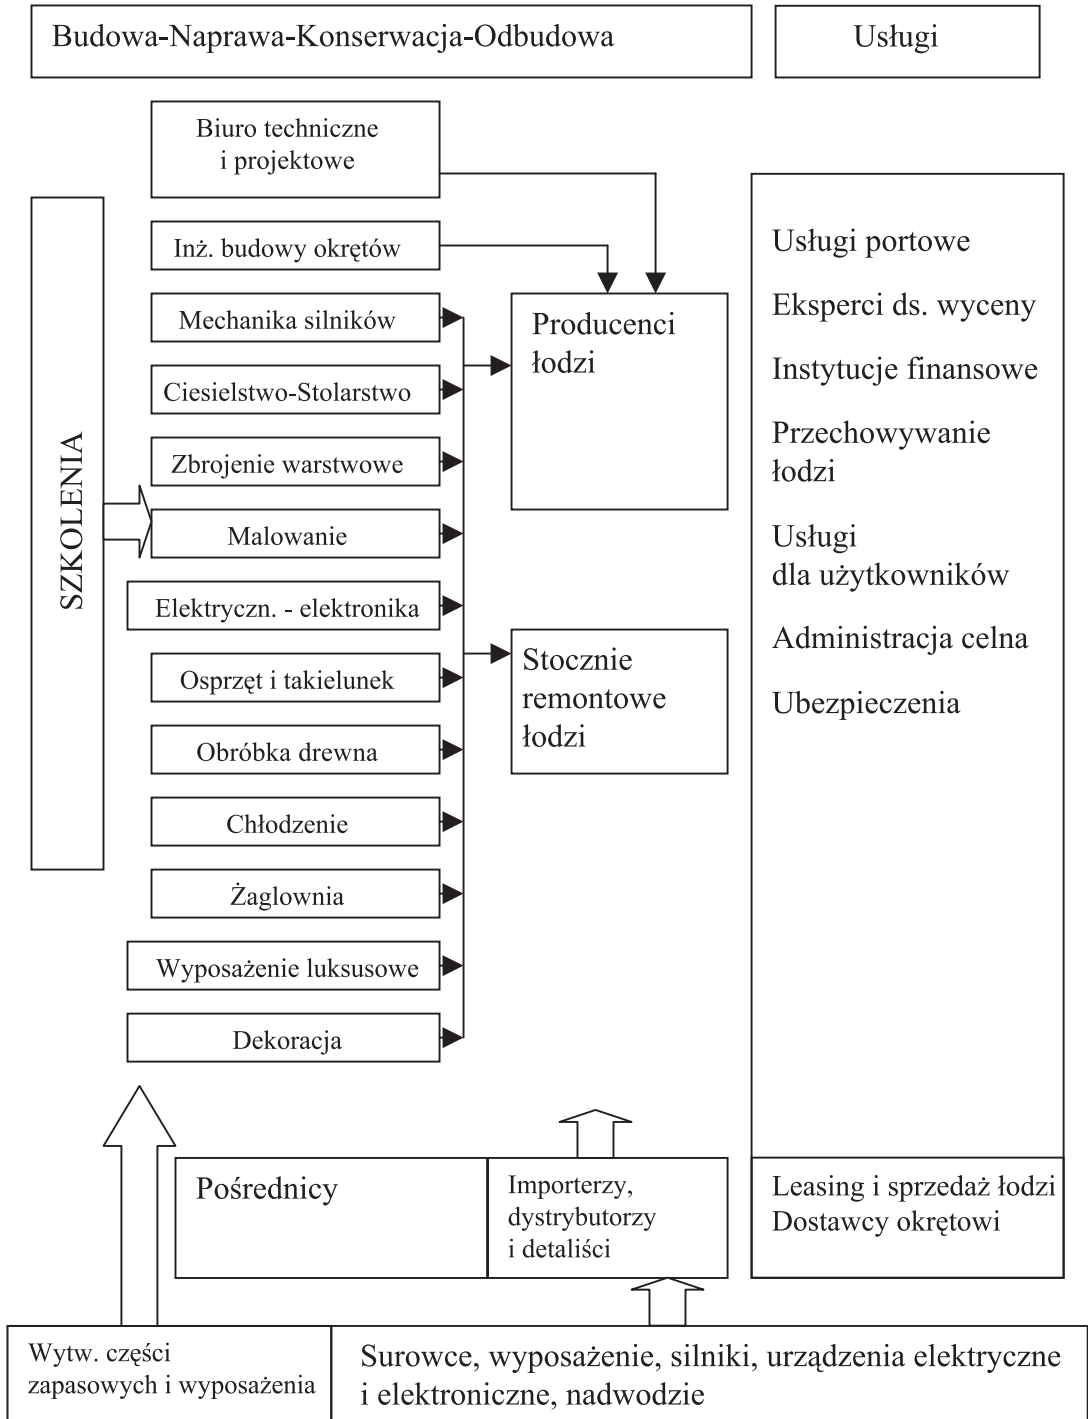 Budowa-Naprawa-Konserwacja-Odbudowa
Usługi
Biuro techniczne
i projektowe
Inż. budowy okrętów
Mechanika silników
Ciesielstwo-Stolarstwo
Zbrojenie warstwowe
Malowanie
Elektryczn. - elektronika
Osprzęt i takielunek
Obróbka drewna
Chłodzenie
Żaglownia
Wyposażenie luksusowe
Dekoracja
SZKOLENIA
Producenci
łodzi
Stocznie
remontowe
łodzi
Usługi portowe
Eksperci ds. wyceny
Instytucje finansowe
Przechowywanie
łodzi
Usługi
dla użytkowników
Administracja celna
Ubezpieczenia
Pośrednicy
Importerzy,
dystrybutorzy
i detaliści
Leasing i sprzedaż łodzi
Dostawcy okrętowi
Wytw. części
zapasowych i wyposażenia
Surowce, wyposażenie, silniki, urządzenia elektryczne
i elektroniczne, nadwodzie